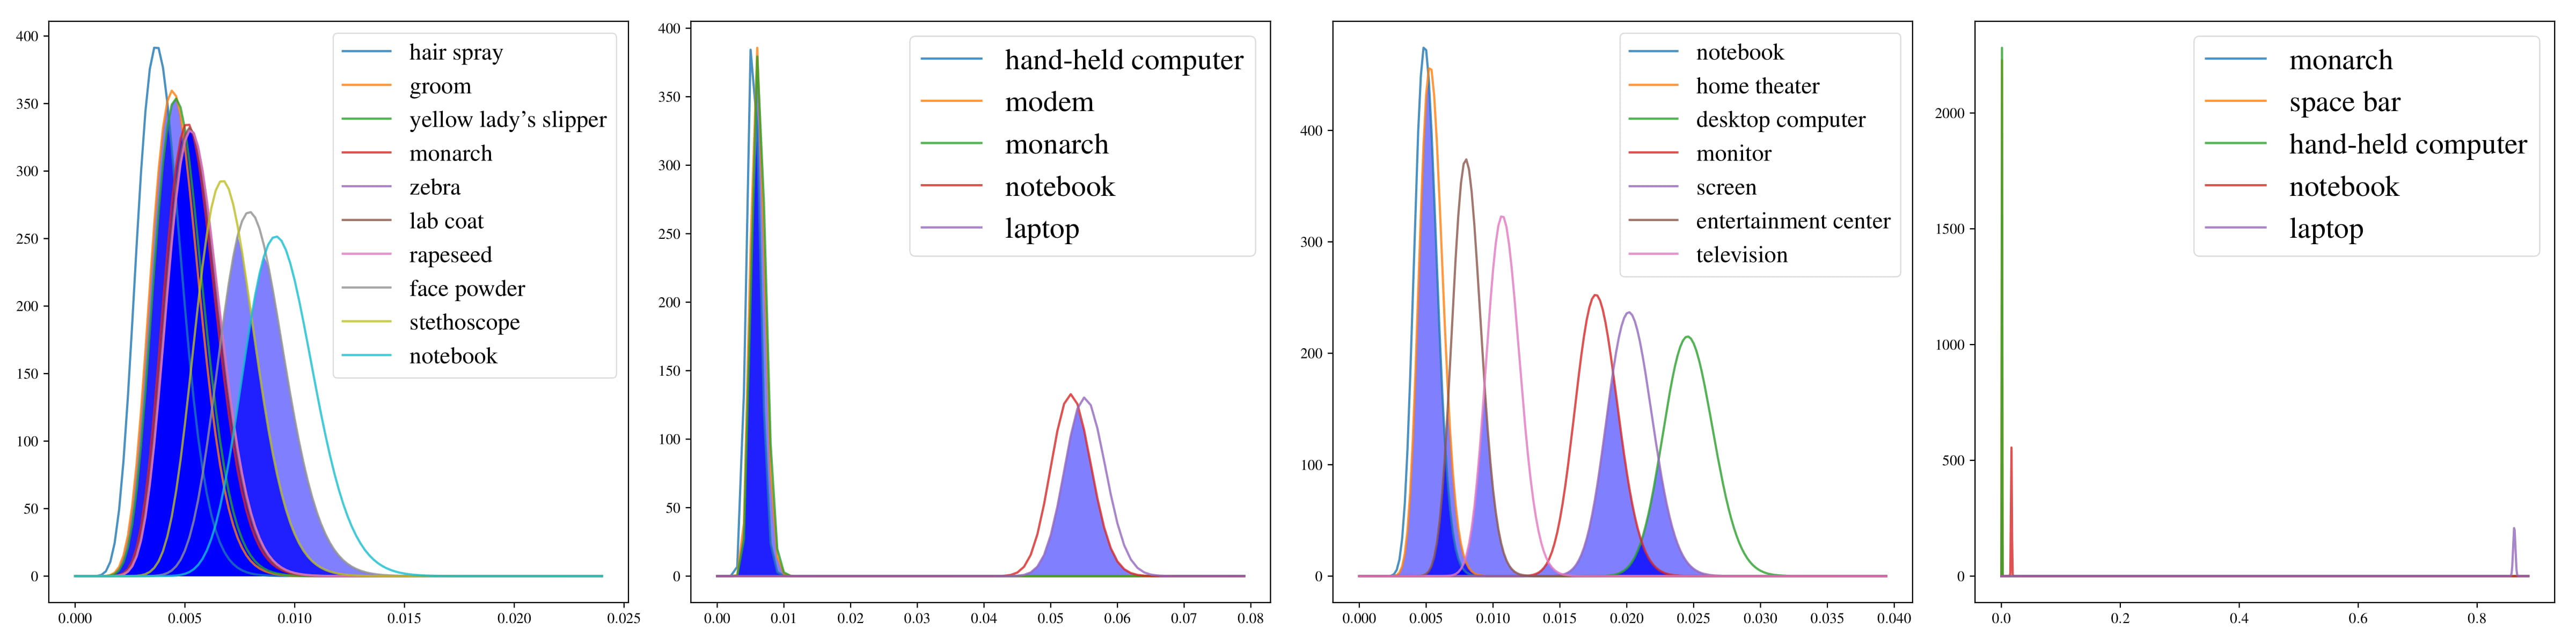 400
350
300
250
200
150
100
50
0
0.000 0.005 0.010 0.015 0.020 0.025
hair spray
groom
yellow lady’s slipper
monarch
zebra
lab coat
rapeseed
face powder
stethoscope
notebook
400
350
300
250
200
150
100
50
0
0.00 0.01 0.02 0.03 0.04 0.05 0.06 0.07 0.08
hand-held computer
modem
monarch
notebook
laptop
400
300
200
100
0
0.000 0.005 0.010 0.015 0.020 0.025 0.030 0.035 0.040
notebook
home theater
desktop computer
monitor
screen
entertainment center
television
2000
1500
1000
500
0
0.0 0.2 0.4 0.6 0.8
monarch
space bar
hand-held computer
notebook
laptop